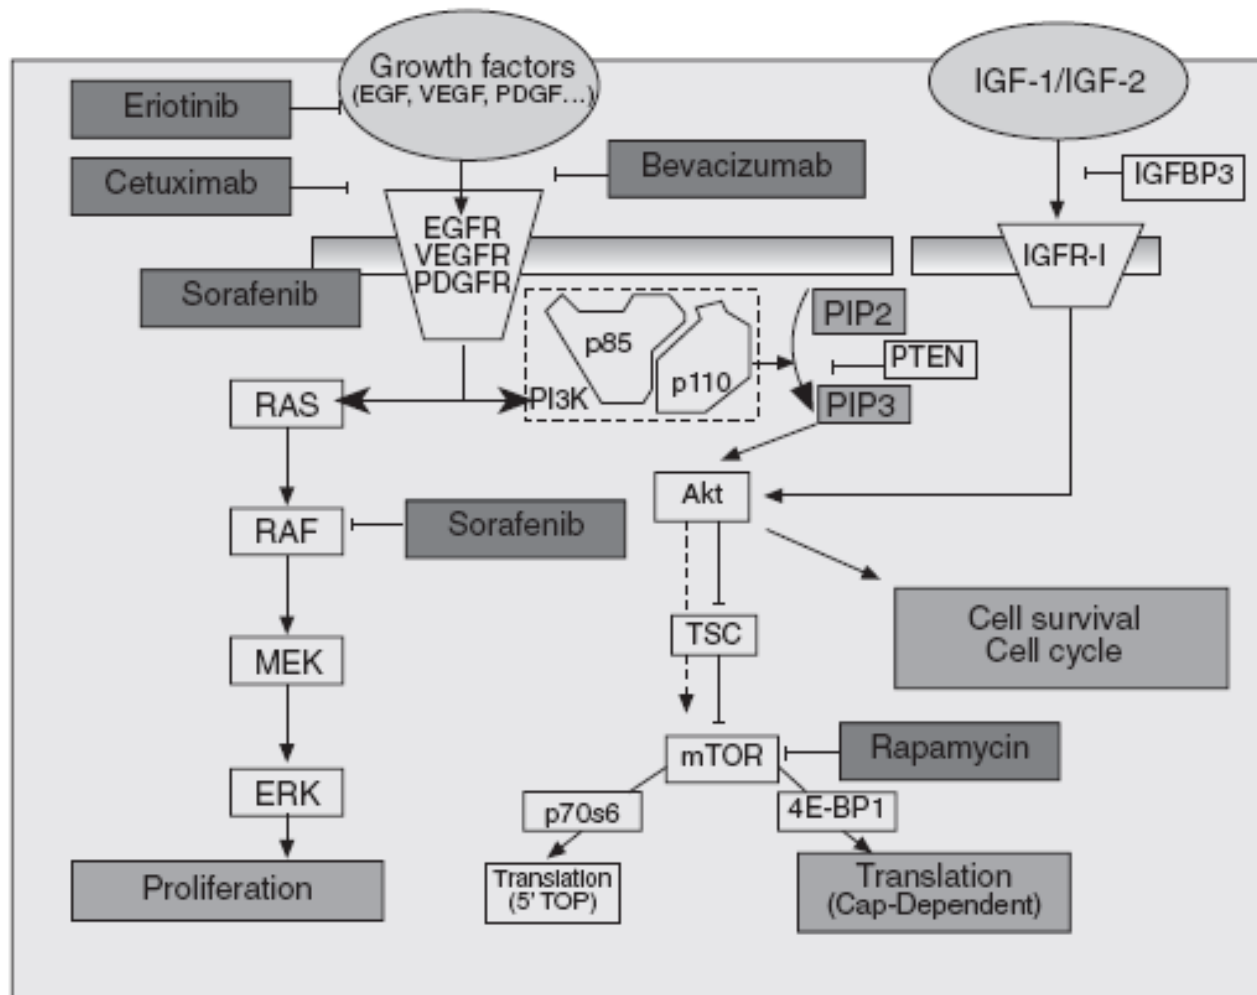 Growth factors
(EGF, VEGF, PDGF...)
IGF-1/IGF-2
Eriotinib
Cetuximab
Bevacizumab
IGFBP3
EGFR
VEGFR
PDGFR
IGFR-I
Sorafenib
p85
p110
PI3K
PIP2
PTEN
PIP3
RAS
Akt
RAF
Sorafenib
Cell survival
Cell cycle
TSC
MEK
mTOR
Rapamycin
ERK
p70s6
4E-BP1
Proliferation
Translation
(5' TOP)
Translation
(Cap-Dependent)